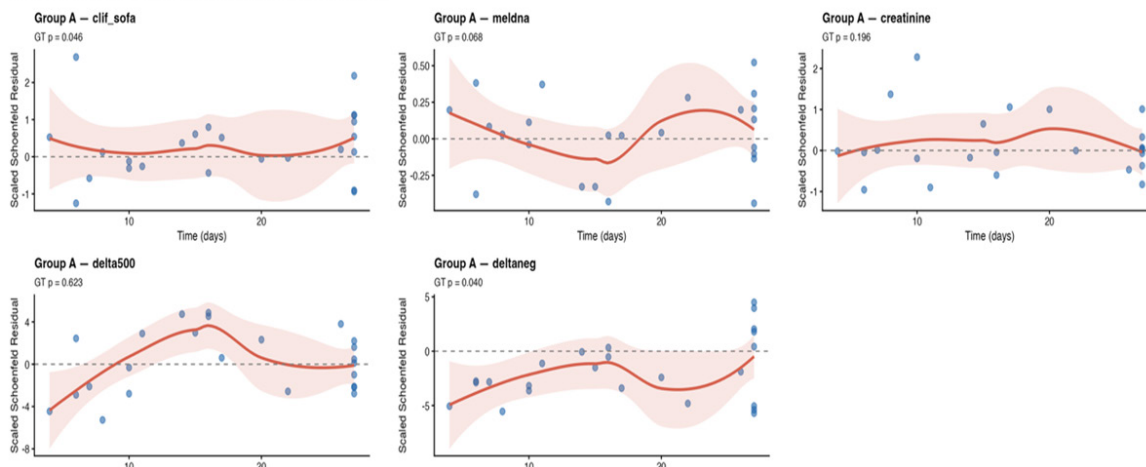 Group A — clif_sofa
GT p = 0.046
Scaled Schoenfeld Residual
2
1
0
-1
10
20
Time (days)
Group A — meldna
GT p = 0.068
Scaled Schoenfeld Residual
0.50
0.25
0.00
-0.25
10
20
Time (days)
Group A — creatinine
GT p = 0.196
Scaled Schoenfeld Residual
2
1
0
-1
10
20
Time (days)
Group A — delta500
GT p = 0.623
Scaled Schoenfeld Residual
4
0
-4
-8
10
20
Group A — deltaneg
GT p = 0.040
Scaled Schoenfeld Residual
5
0
-5
10
20